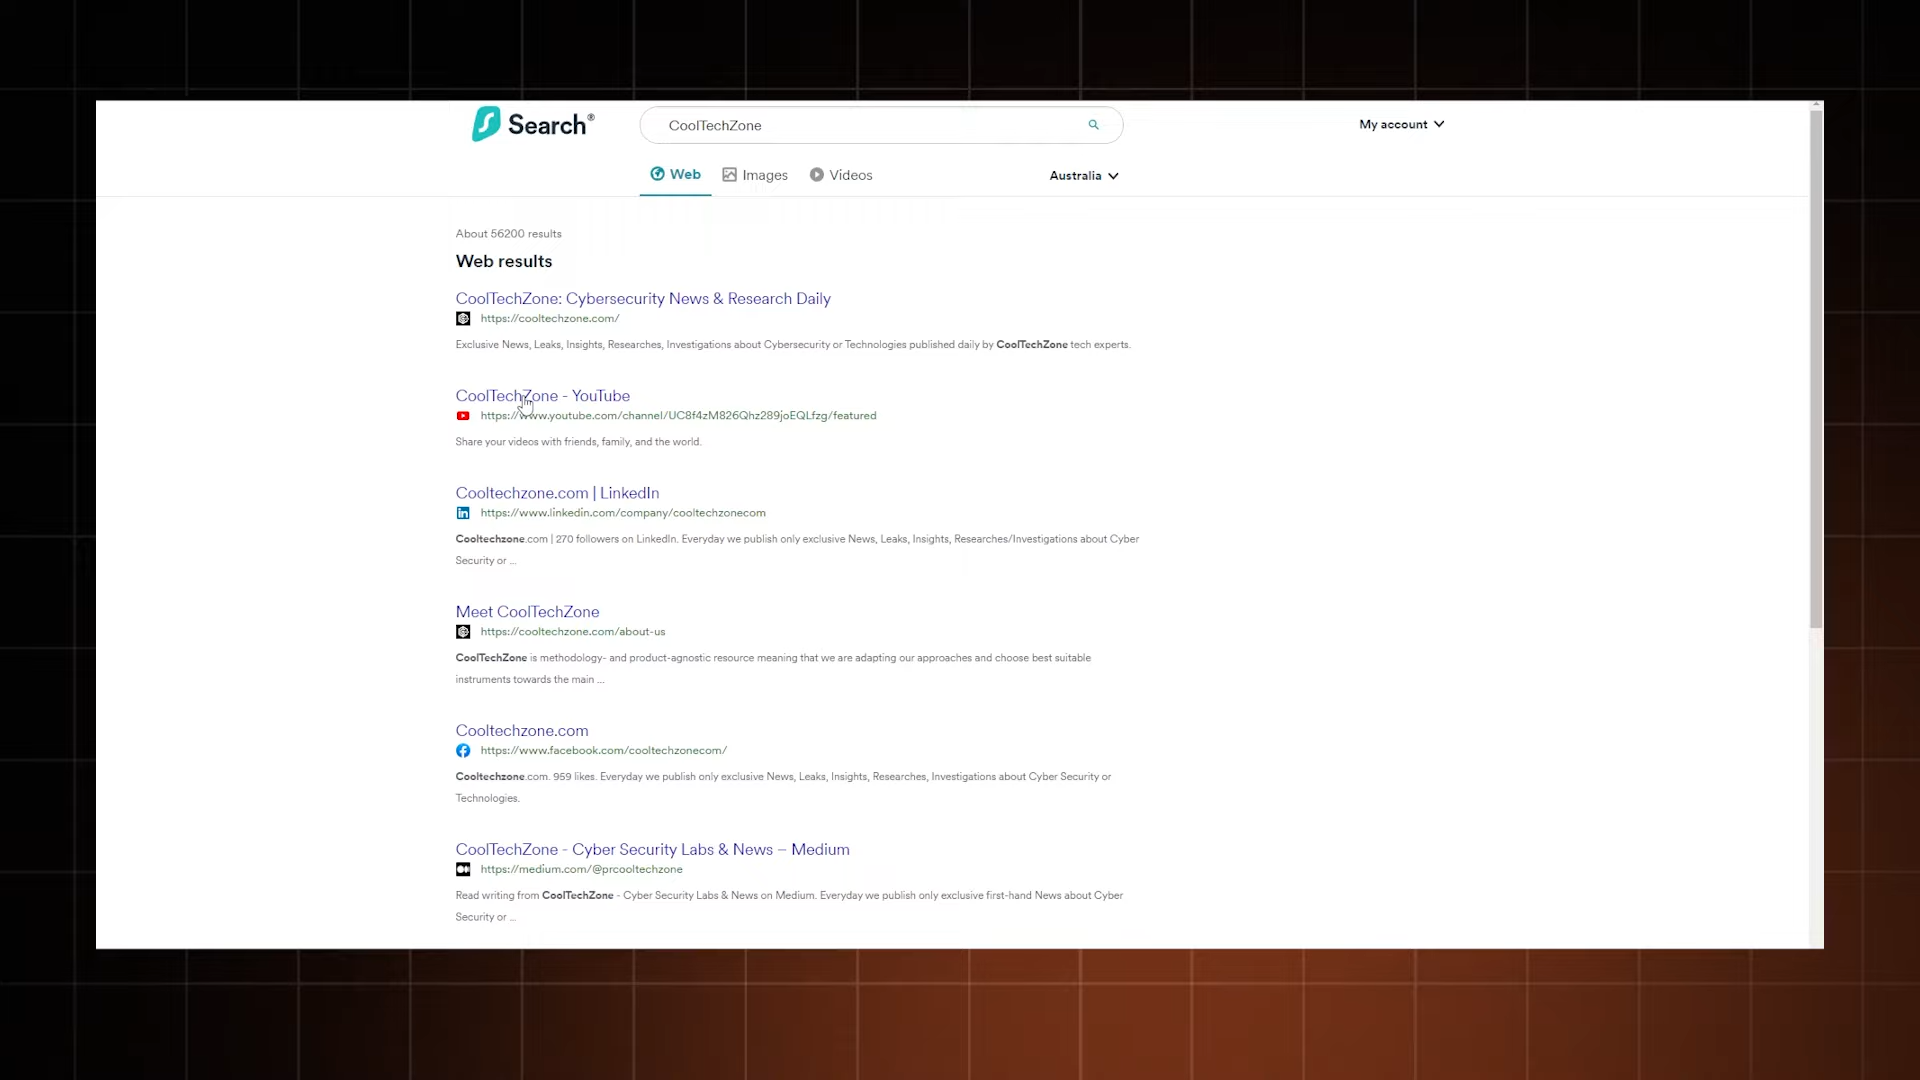 Search®
CoolTechZone
My account
Web
Images
Videos
Australia
About 56200 results
Web results
CoolTechZone: Cybersecurity News & Research Daily
https://cooltechzone.com/
Exclusive News, Leaks, Insights, Researches, Investigations about Cybersecurity or Technologies published daily by CoolTechZone tech experts.
CoolTechZone - YouTube
https://www.youtube.com/channel/UC8f4zM826Qhz289joEQLfzg/featured
Share your videos with friends, family, and the world.
Cooltechzone.com | LinkedIn
https://www.linkedin.com/company/cooltechzonecom
Cooltechzone.com | 270 followers on LinkedIn. Everyday we publish only exclusive News, Leaks, Insights, Researches/Investigations about Cyber
Security or ...
Meet CoolTechZone
https://cooltechzone.com/about-us
CoolTechZone is methodology- and product-agnostic resource meaning that we are adapting our approaches and choose best suitable
instruments towards the main ...
Cooltechzone.com
https://www.facebook.com/cooltechzonecom/
Cooltechzone.com. 959 likes. Everyday we publish only exclusive News, Leaks, Insights, Researches, Investigations about Cyber Security or
Technologies.
CoolTechZone - Cyber Security Labs & News – Medium
https://medium.com/@prcooltechzone
Read writing from CoolTechZone - Cyber Security Labs & News on Medium. Everyday we publish only exclusive first-hand News about Cyber
Security or ...